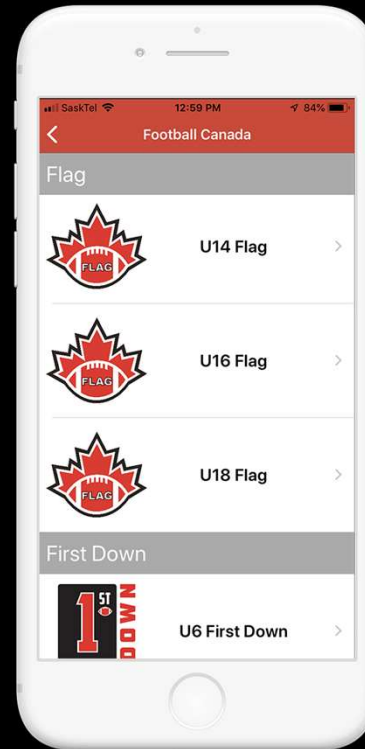 SaskTel 12:59 PM 84%
Football Canada
Flag
FLAG U14 Flag
FLAG U16 Flag
FLAG U18 Flag
First Down
1ST DOWN U6 First Down